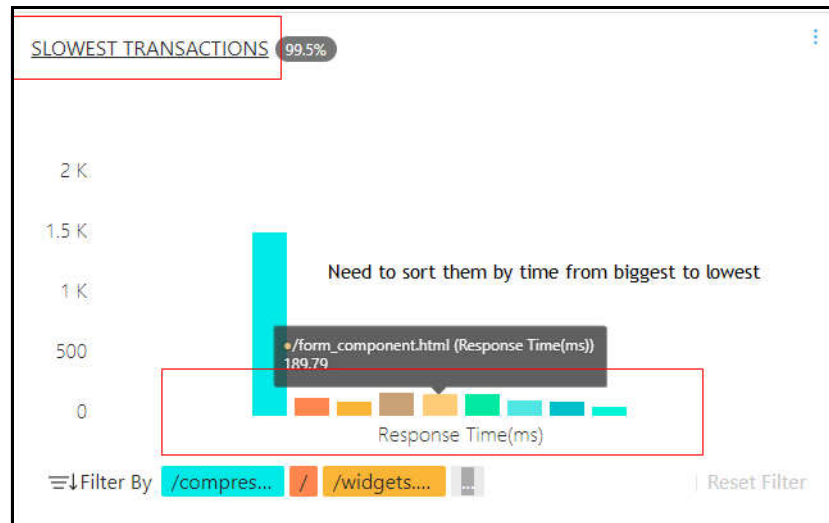 SLOWEST TRANSACTIONS 99.5%
2 K
1.5 K
Need to sort them by time from biggest to lowest
1 K
/form_component.html (Response Time(ms))
189.79
500
0
Response Time(ms)
Filter By /compres... / /widgets.... ... Reset Filter